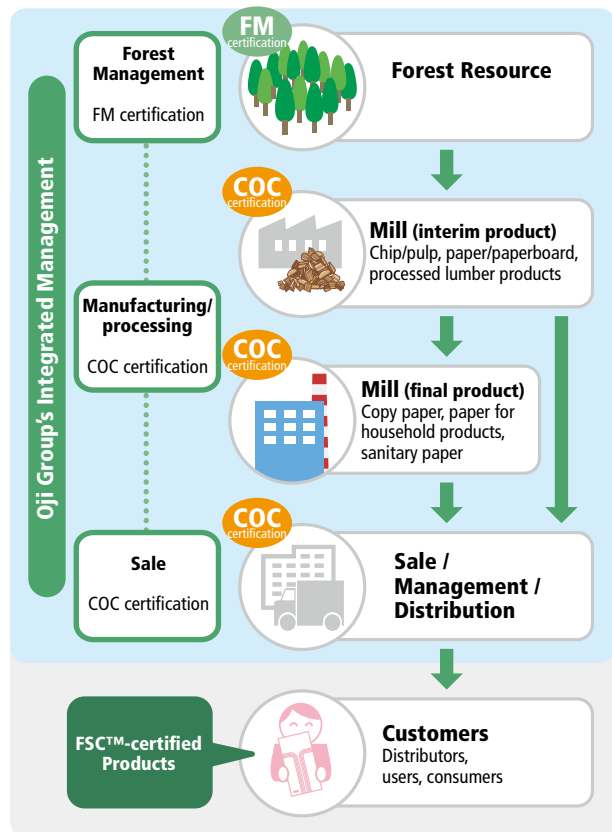 Oji Group's Integrated Management
Forest
Management
FM certification
FM
certification
Forest Resource
COC
certification
Mill (interim product)
Chip/pulp, paper/paperboard,
processed lumber products
Manufacturing/
processing
COC certification
COC
certification
Mill (final product)
Copy paper, paper for
household products,
sanitary paper
COC
certification
Sale
COC certification
Sale /
Management /
Distribution
FSC™-certified
Products
Customers
Distributors,
users, consumers